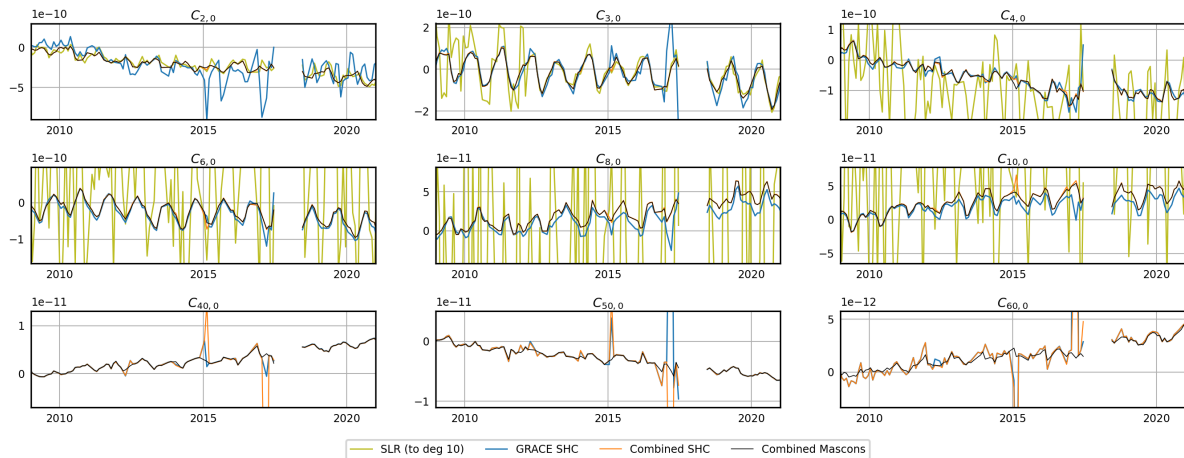 C2,0 C3,0 C4,0
1e−10 1e−10 1e−10
0 2 1
−5 0 0
−2 −1
2010 2015 2020 2010 2015 2020 2010 2015 2020
C6,0 C8,0 C10,0
1e−10 1e−11 1e−11
0 5 5
−1 0 0
−5
2010 2015 2020 2010 2015 2020 2010 2015 2020
C40,0 C50,0 C60,0
1e−11 1e−11 1e−12
1 0 5
0 −1 0
2010 2015 2020 2010 2015 2020 2010 2015 2020
SLR (to deg 10) GRACE SHC Combined SHC Combined Mascons